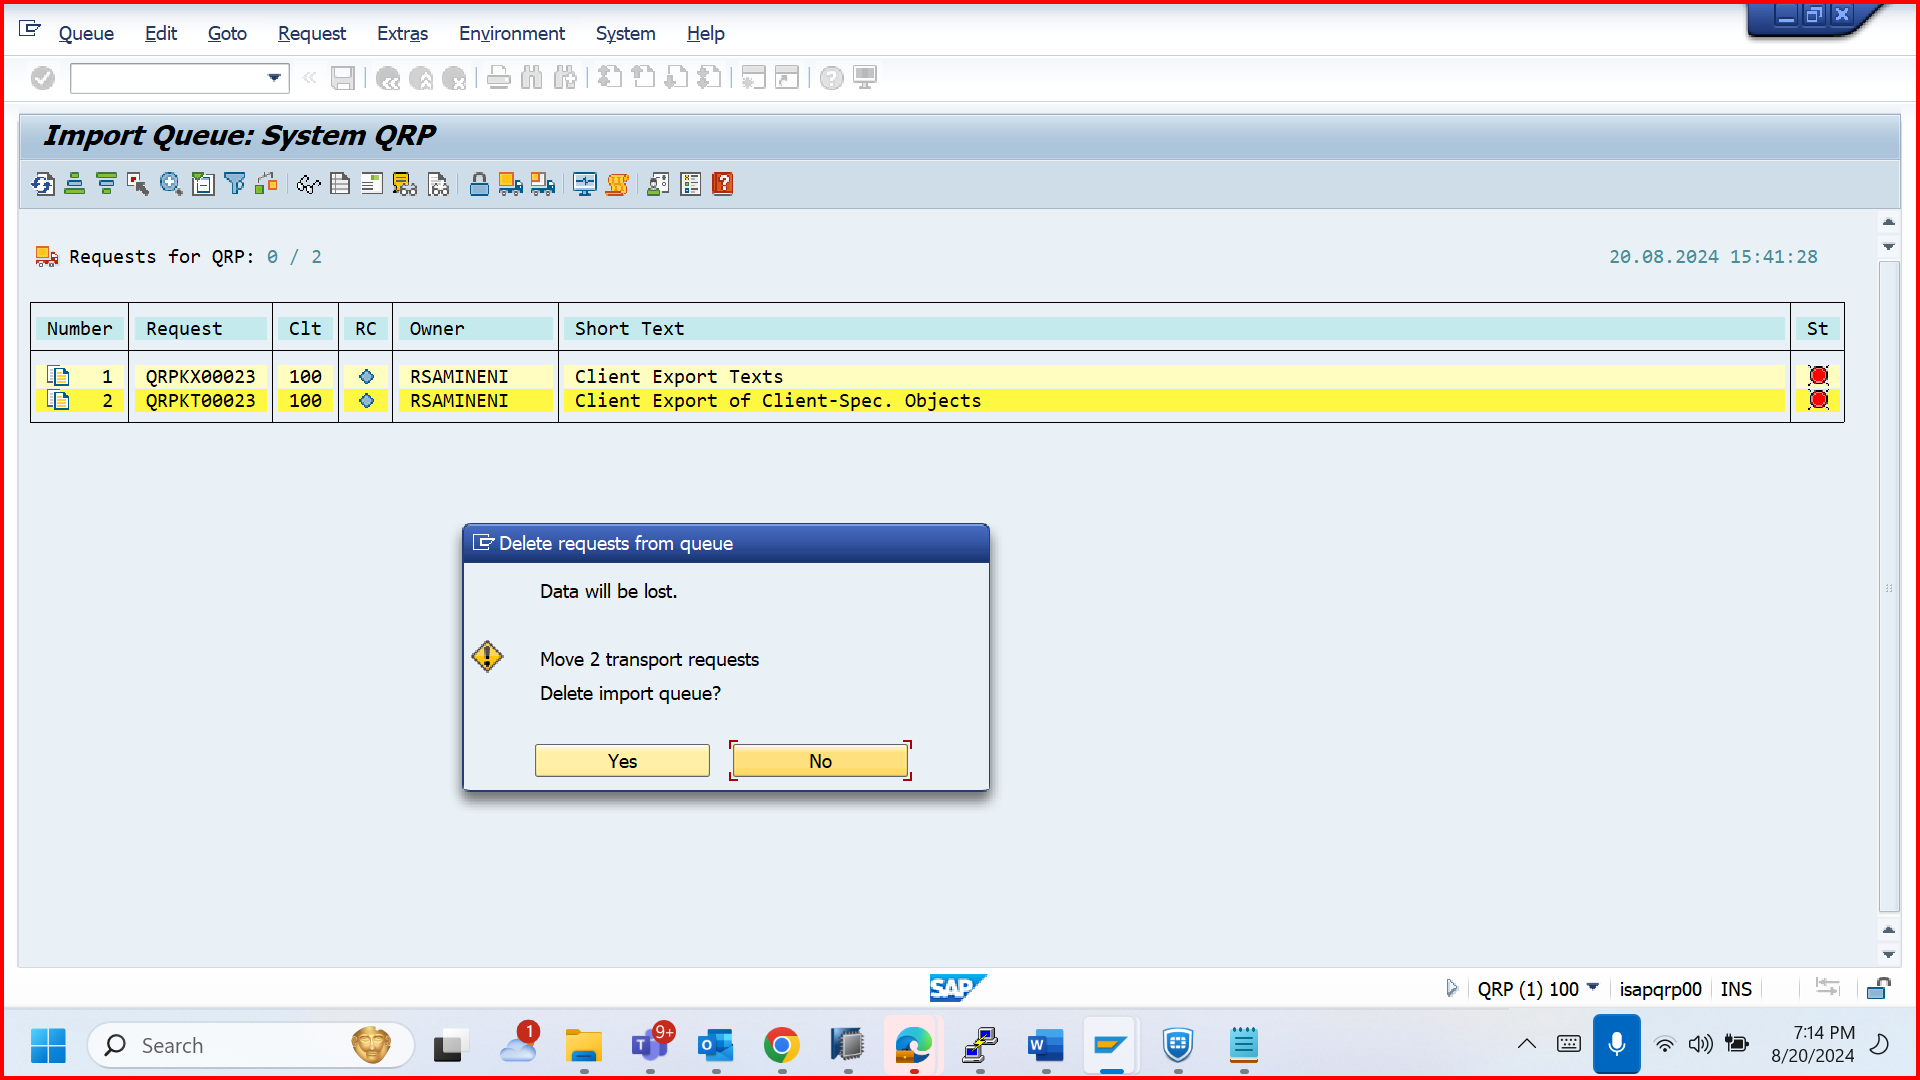 Queue Edit Goto Request Extras Environment System Help
Import Queue: System QRP
Requests for QRP: 0 / 2 20.08.2024 15:41:28
Number Request Clt RC Owner Short Text St
1 QRPKX00023 100 RSAMINENI Client Export Texts
2 QRPKT00023 100 RSAMINENI Client Export of Client-Spec. Objects
Delete requests from queue
Data will be lost.
Move 2 transport requests
Delete import queue?
Yes No
SAP QRP (1) 100 isapqrp00 INS
Search 1 9+ 7:14 PM
8/20/2024